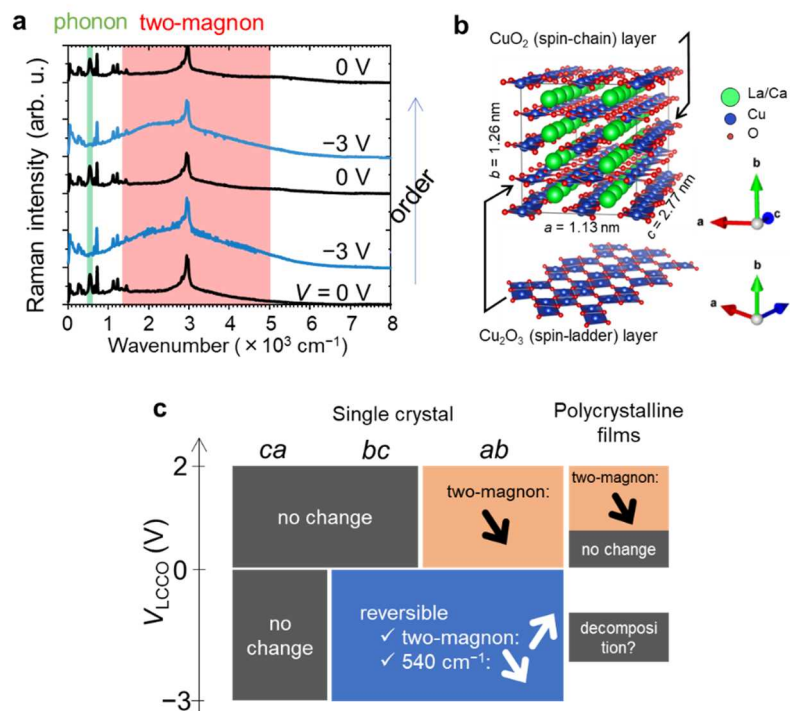 a
phonon two-magnon
Raman intensity (arb. u.)
0 V
−3 V
0 V
−3 V
V = 0 V
order
0 1 2 3 4 5 6 7 8
Wavenumber ( × 10³ cm⁻¹)
b
CuO₂ (spin-chain) layer
La/Ca
Cu
O
b = 1.26 nm
a = 1.13 nm
c = 2.77 nm
b
a
c
b
a
Cu₂O₃ (spin-ladder) layer
c
Single crystal
Polycrystalline
films
ca bc ab
V_LCCO (V)
2
0
−3
no change
two-magnon:
two-magnon:
no change
no
change
reversible
✓ two-magnon:
✓ 540 cm⁻¹:
decomposi
tion?